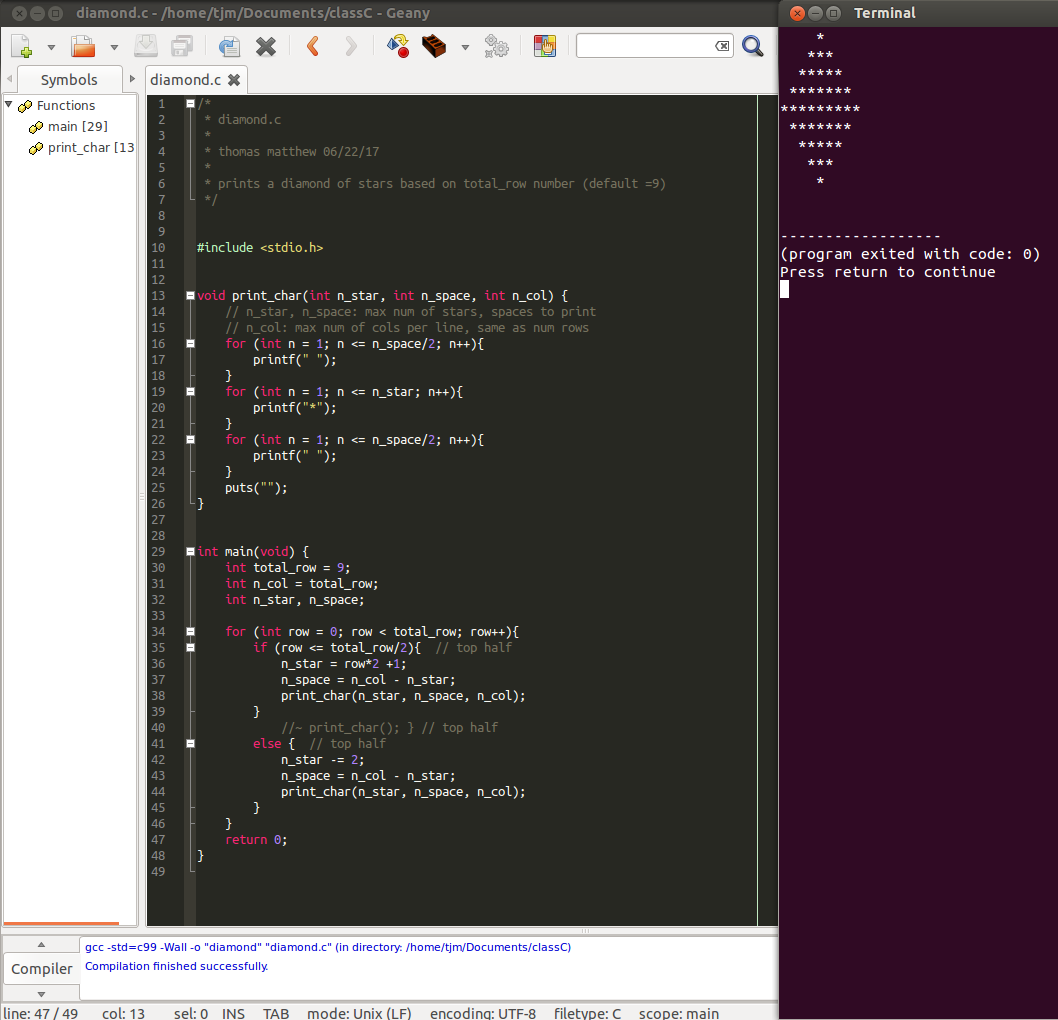 diamond.c - /home/tjm/Documents/classC - Geany
Symbols
diamond.c
Functions
main [29]
print_char [13
1 /*
2  * diamond.c
3  *
4  * thomas matthew 06/22/17
5  *
6  * prints a diamond of stars based on total_row number (default =9)
7  */
8
9
10 #include <stdio.h>
11
12
13 void print_char(int n_star, int n_space, int n_col) {
14     // n_star, n_space: max num of stars, spaces to print
15     // n_col: max num of cols per line, same as num rows
16     for (int n = 1; n <= n_space/2; n++){
17         printf(" ");
18     }
19     for (int n = 1; n <= n_star; n++){
20         printf("*");
21     }
22     for (int n = 1; n <= n_space/2; n++){
23         printf(" ");
24     }
25     puts("");
26 }
27
28
29 int main(void) {
30     int total_row = 9;
31     int n_col = total_row;
32     int n_star, n_space;
33
34     for (int row = 0; row < total_row; row++){
35         if (row <= total_row/2){  // top half
36             n_star = row*2 +1;
37             n_space = n_col - n_star;
38             print_char(n_star, n_space, n_col);
39         }
40             //~ print_char(); } // top half
41         else {  // top half
42             n_star -= 2;
43             n_space = n_col - n_star;
44             print_char(n_star, n_space, n_col);
45         }
46     }
47     return 0;
48 }
49
Compiler
gcc -std=c99 -Wall -o "diamond" "diamond.c" (in directory: /home/tjm/Documents/classC)
Compilation finished successfully.
line: 47 / 49 col: 13 sel: 0 INS TAB mode: Unix (LF) encoding: UTF-8 filetype: C scope: main
Terminal
    *
   ***
  *****
 *******
*********
 *******
  *****
   ***
    *
------------------
(program exited with code: 0)
Press return to continue